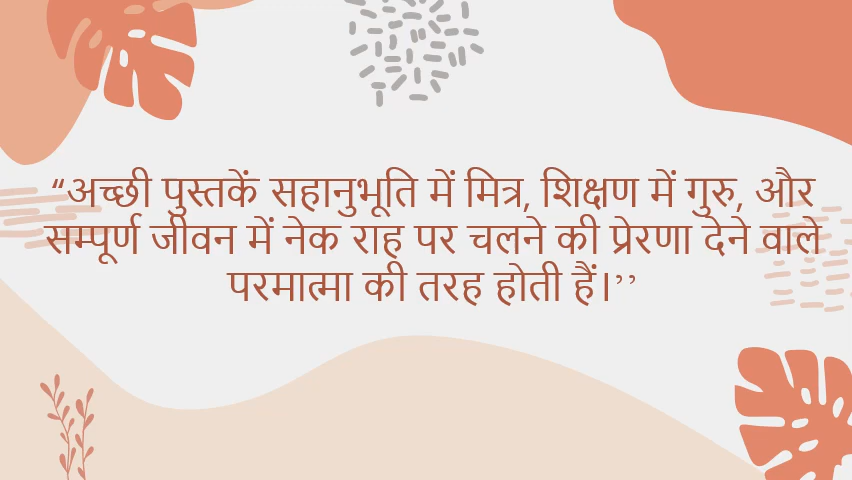 “अच्छी पुस्तकें सहानुभूति में मित्र, शिक्षण में गुरु, और
सम्पूर्ण जीवन में नेक राह पर चलने की प्रेरणा देने वाले
परमात्मा की तरह होती हैं।’’